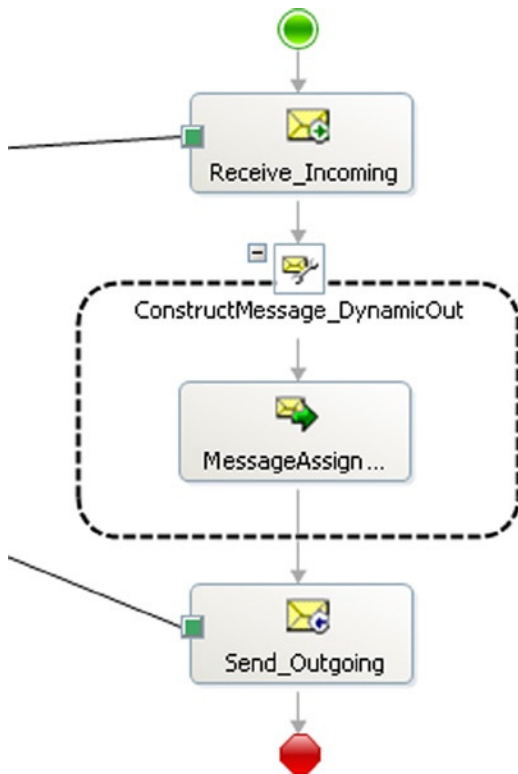 Receive_Incoming
ConstructMessage_DynamicOut
MessageAssign ...
Send_Outgoing